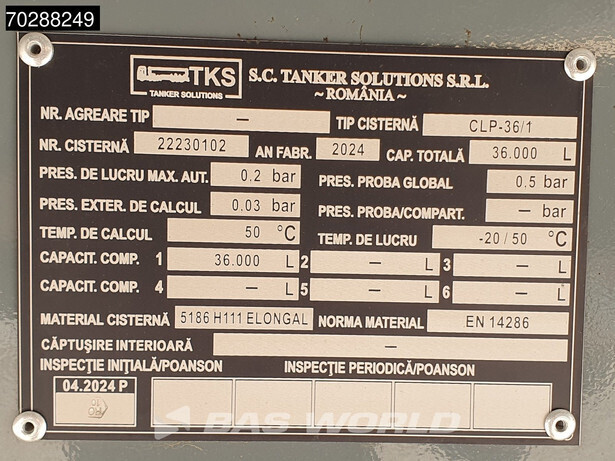 70288249
TKS
TANKER SOLUTIONS
S.C. TANKER SOLUTIONS S.R.L.
~ROMÂNIA~
NR. AGREARE TIP — TIP CISTERNĂ CLP-36/1
NR. CISTERNĂ 22230102 AN FABR. 2024 CAP. TOTALĂ 36.000 L
PRES. DE LUCRU MAX. AUT. 0.2 bar PRES. PROBA GLOBAL 0.5 bar
PRES. EXTER. DE CALCUL 0.03 bar PRES. PROBA/COMPART. — bar
TEMP. DE CALCUL 50 °C TEMP. DE LUCRU -20/50 °C
CAPACIT. COMP. 1 36.000 L 2 — L 3 — L
CAPACIT. COMP. 4 — L 5 — L 6 — L
MATERIAL CISTERNĂ 5186 H111 ELONGAL NORMA MATERIAL EN 14286
CĂPTUȘIRE INTERIOARĂ —
INSPECȚIE INIȚIALĂ/POANSON INSPECȚIE PERIODICĂ/POANSON
04.2024 P
BAS WORLD